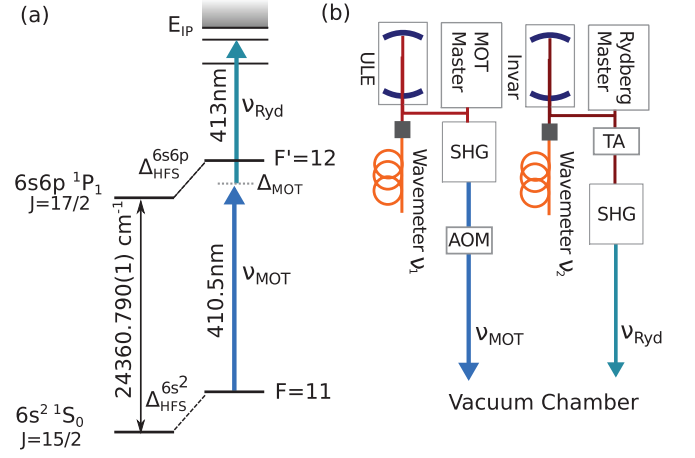 (a)
E_IP
413nm
ν_Ryd
Δ_HFS^6s6p
F'=12
6s6p ¹P₁
J=17/2
Δ_MOT
24360.790(1) cm⁻¹
410.5nm
ν_MOT
Δ_HFS^6s²
F=11
6s² ¹S₀
J=15/2
(b)
ULE
MOT
Master
Invar
Rydberg
Master
Wavemeter ν₁
SHG
AOM
ν_MOT
Wavemeter ν₂
TA
SHG
ν_Ryd
Vacuum Chamber